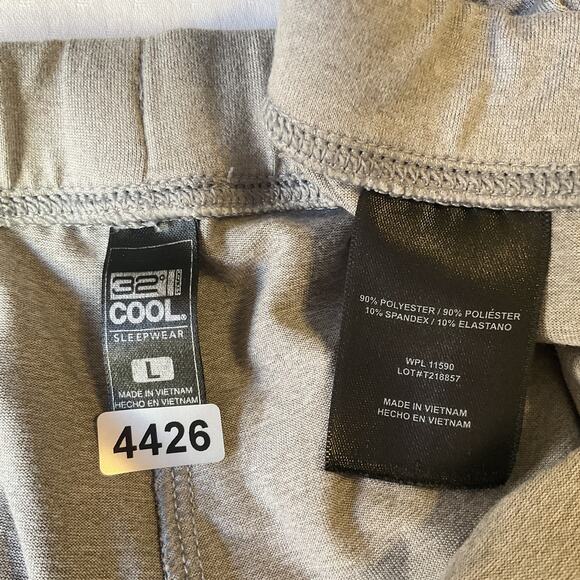 32°
COOL®
SLEEPWEAR
L
MADE IN VIETNAM
HECHO EN VIETNAM
4426
90% POLYESTER / 90% POLIÉSTER
10% SPANDEX / 10% ELASTANO
WPL 11590
LOT#T218857
MADE IN VIETNAM
HECHO EN VIETNAM